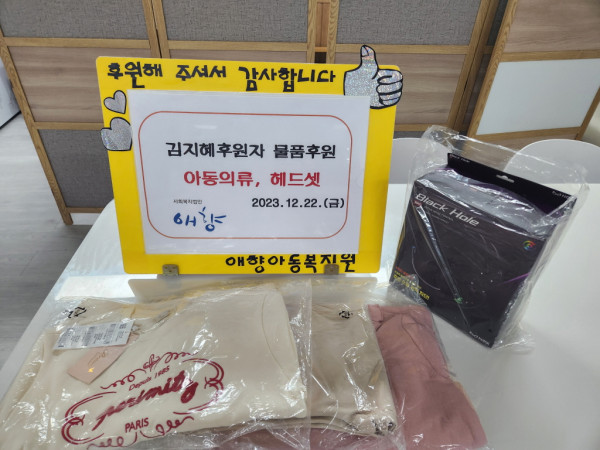 후원해 주셔서 감사합니다
김지혜후원자 물품후원
아동의류, 헤드셋
사회복지법인
애향
2023.12.22.(금)
애향아동복지원
Black Hole
Depuis 1985
PARIS